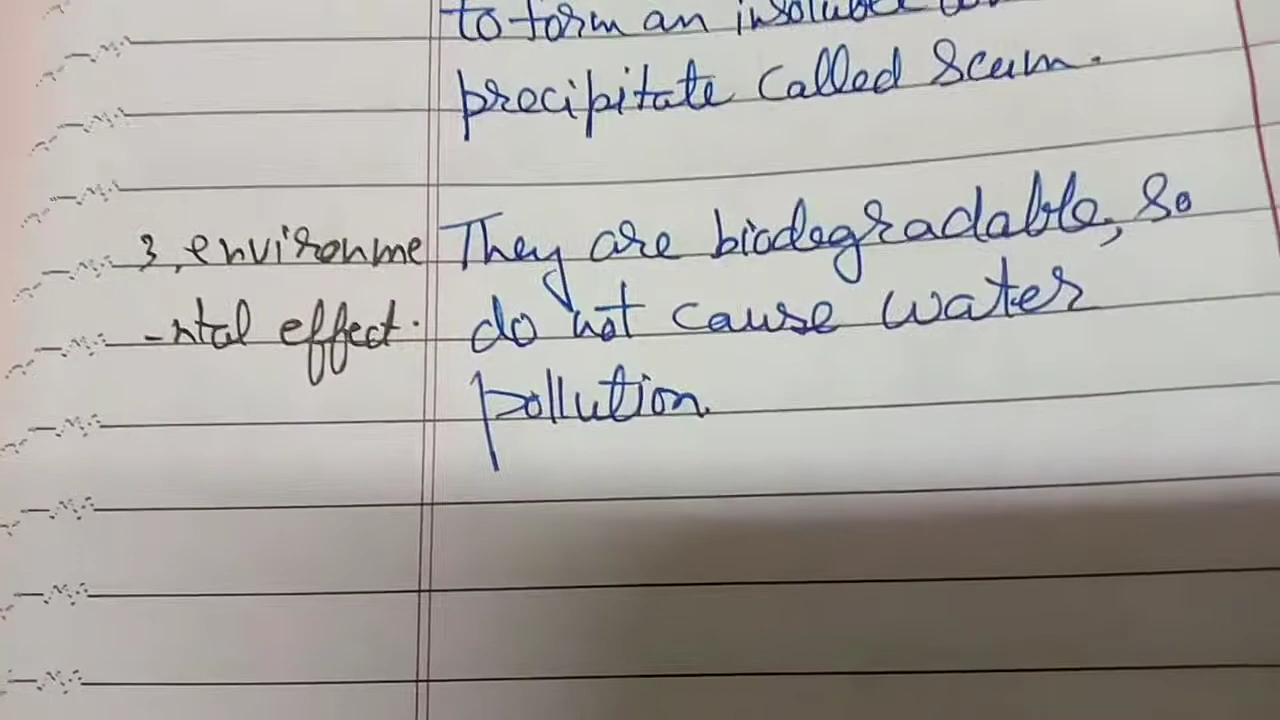 to form an insoluble
precipitate called scum.
3, environme They are biodegradable, so
-ntal effect. do not cause water
pollution.